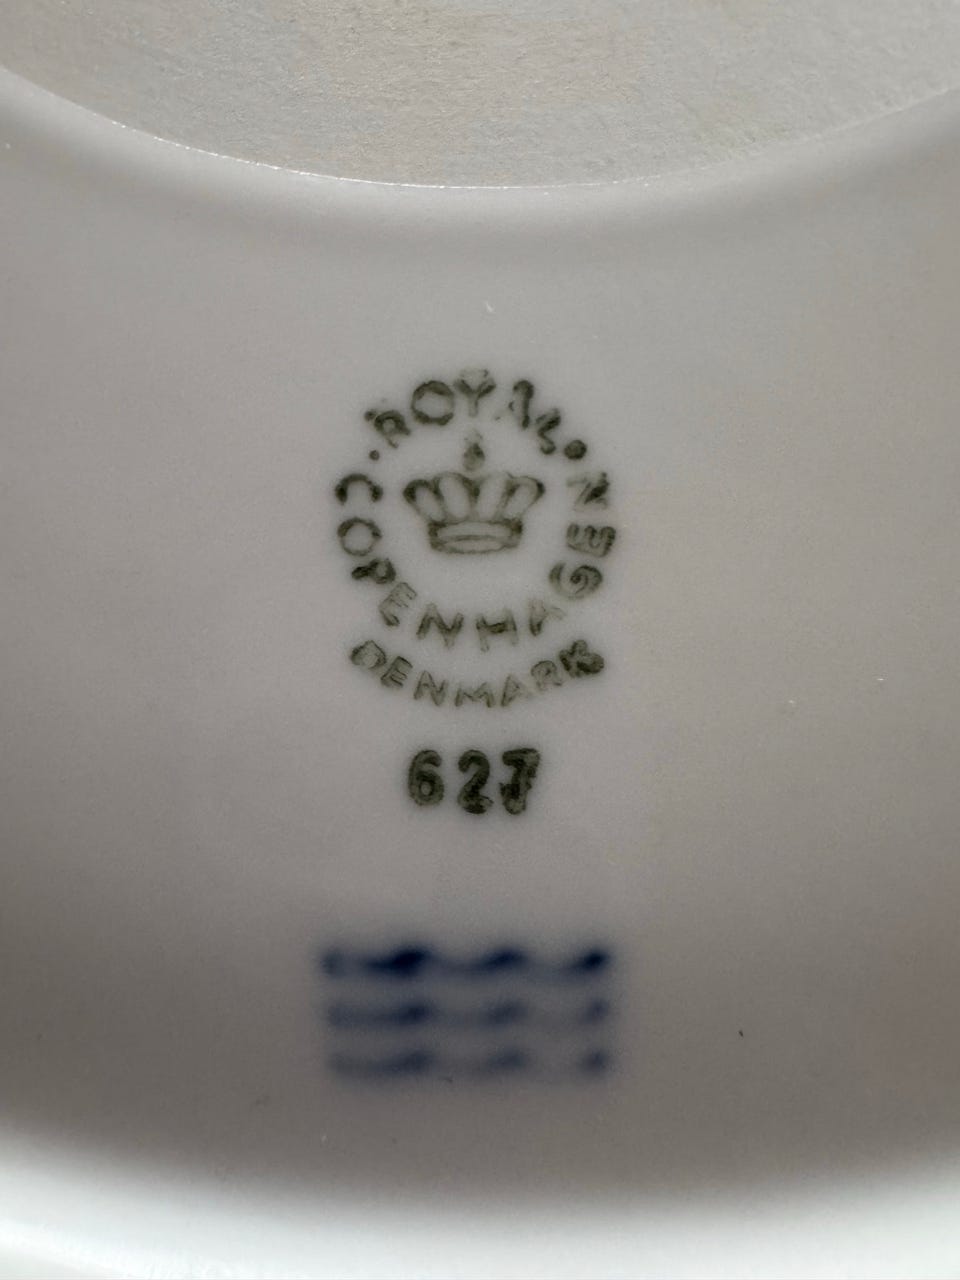 ROYAL
COPENHAGEN
DENMARK
627